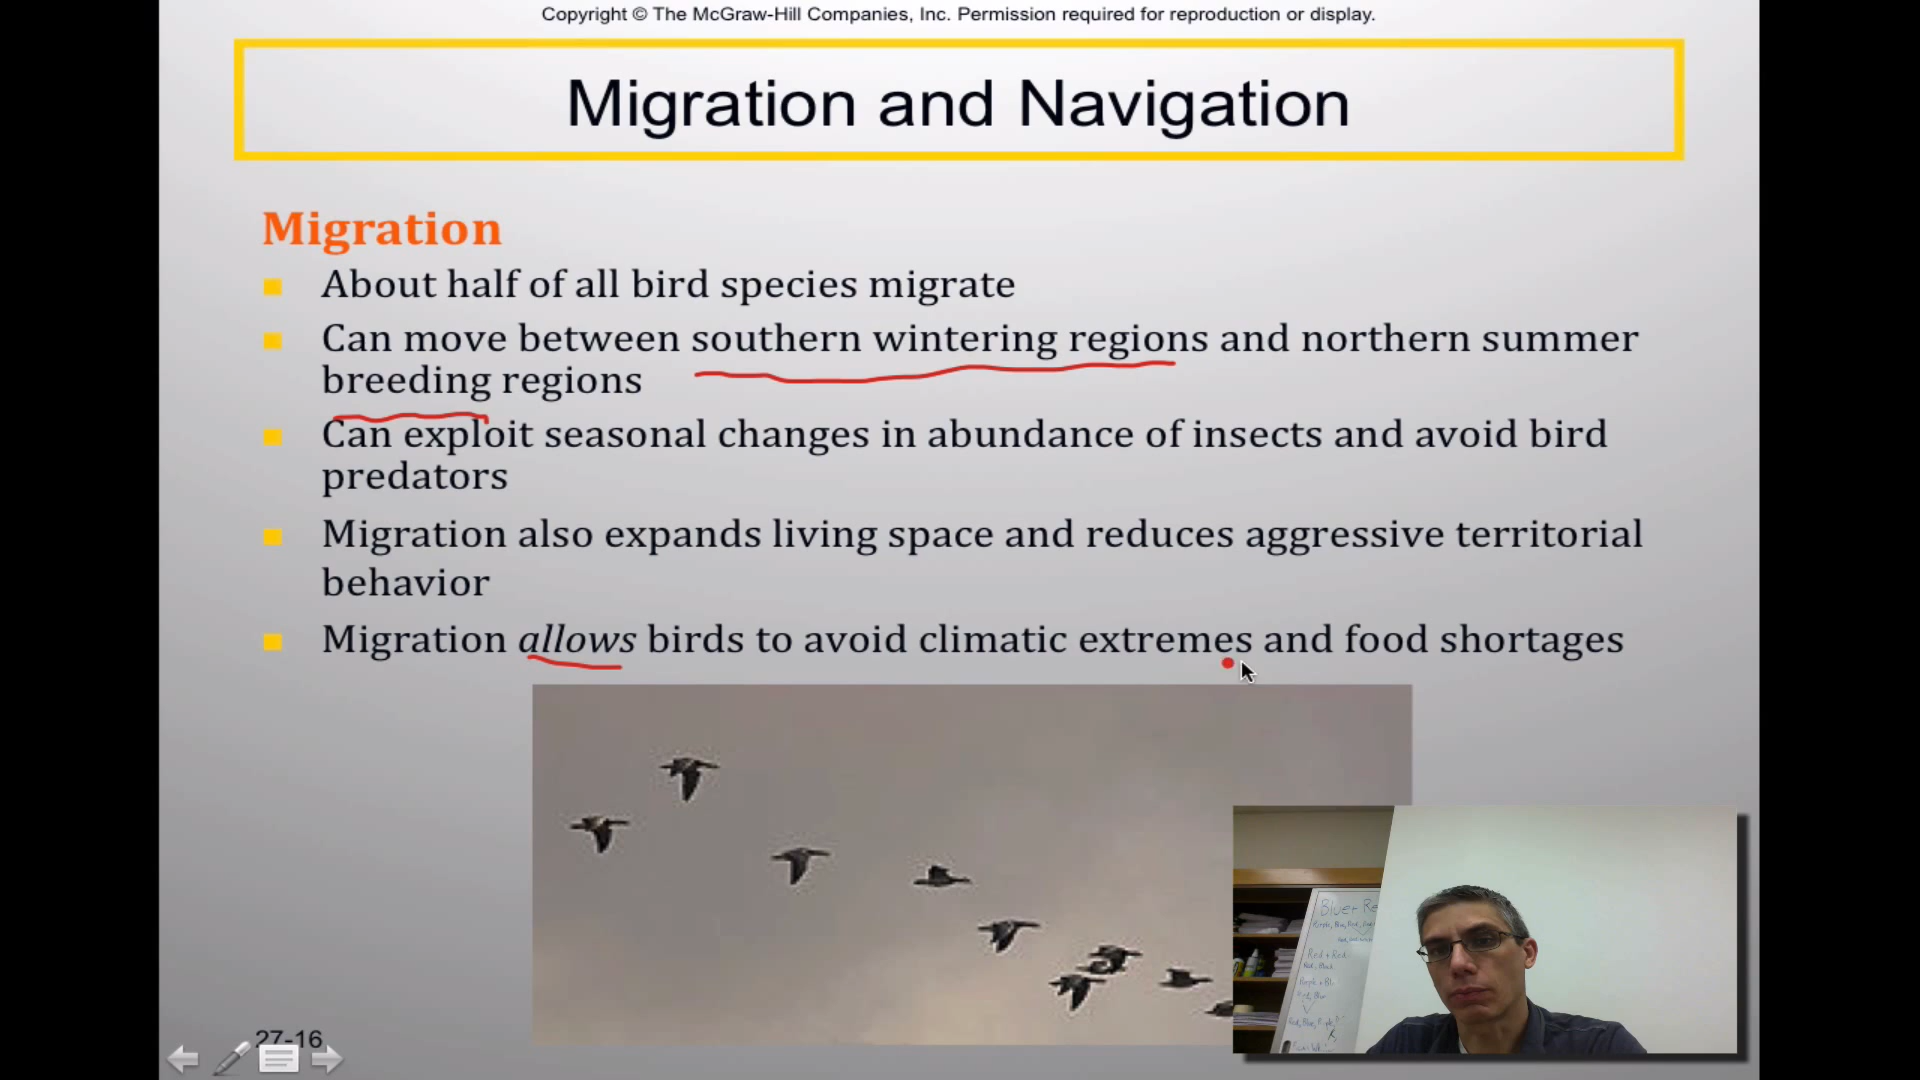 Copyright © The McGraw-Hill Companies, Inc. Permission required for reproduction or display.
Migration and Navigation
Migration
About half of all bird species migrate
Can move between southern wintering regions and northern summer
breeding regions
Can exploit seasonal changes in abundance of insects and avoid bird
predators
Migration also expands living space and reduces aggressive territorial
behavior
Migration allows birds to avoid climatic extremes and food shortages
27-16
Red + Red